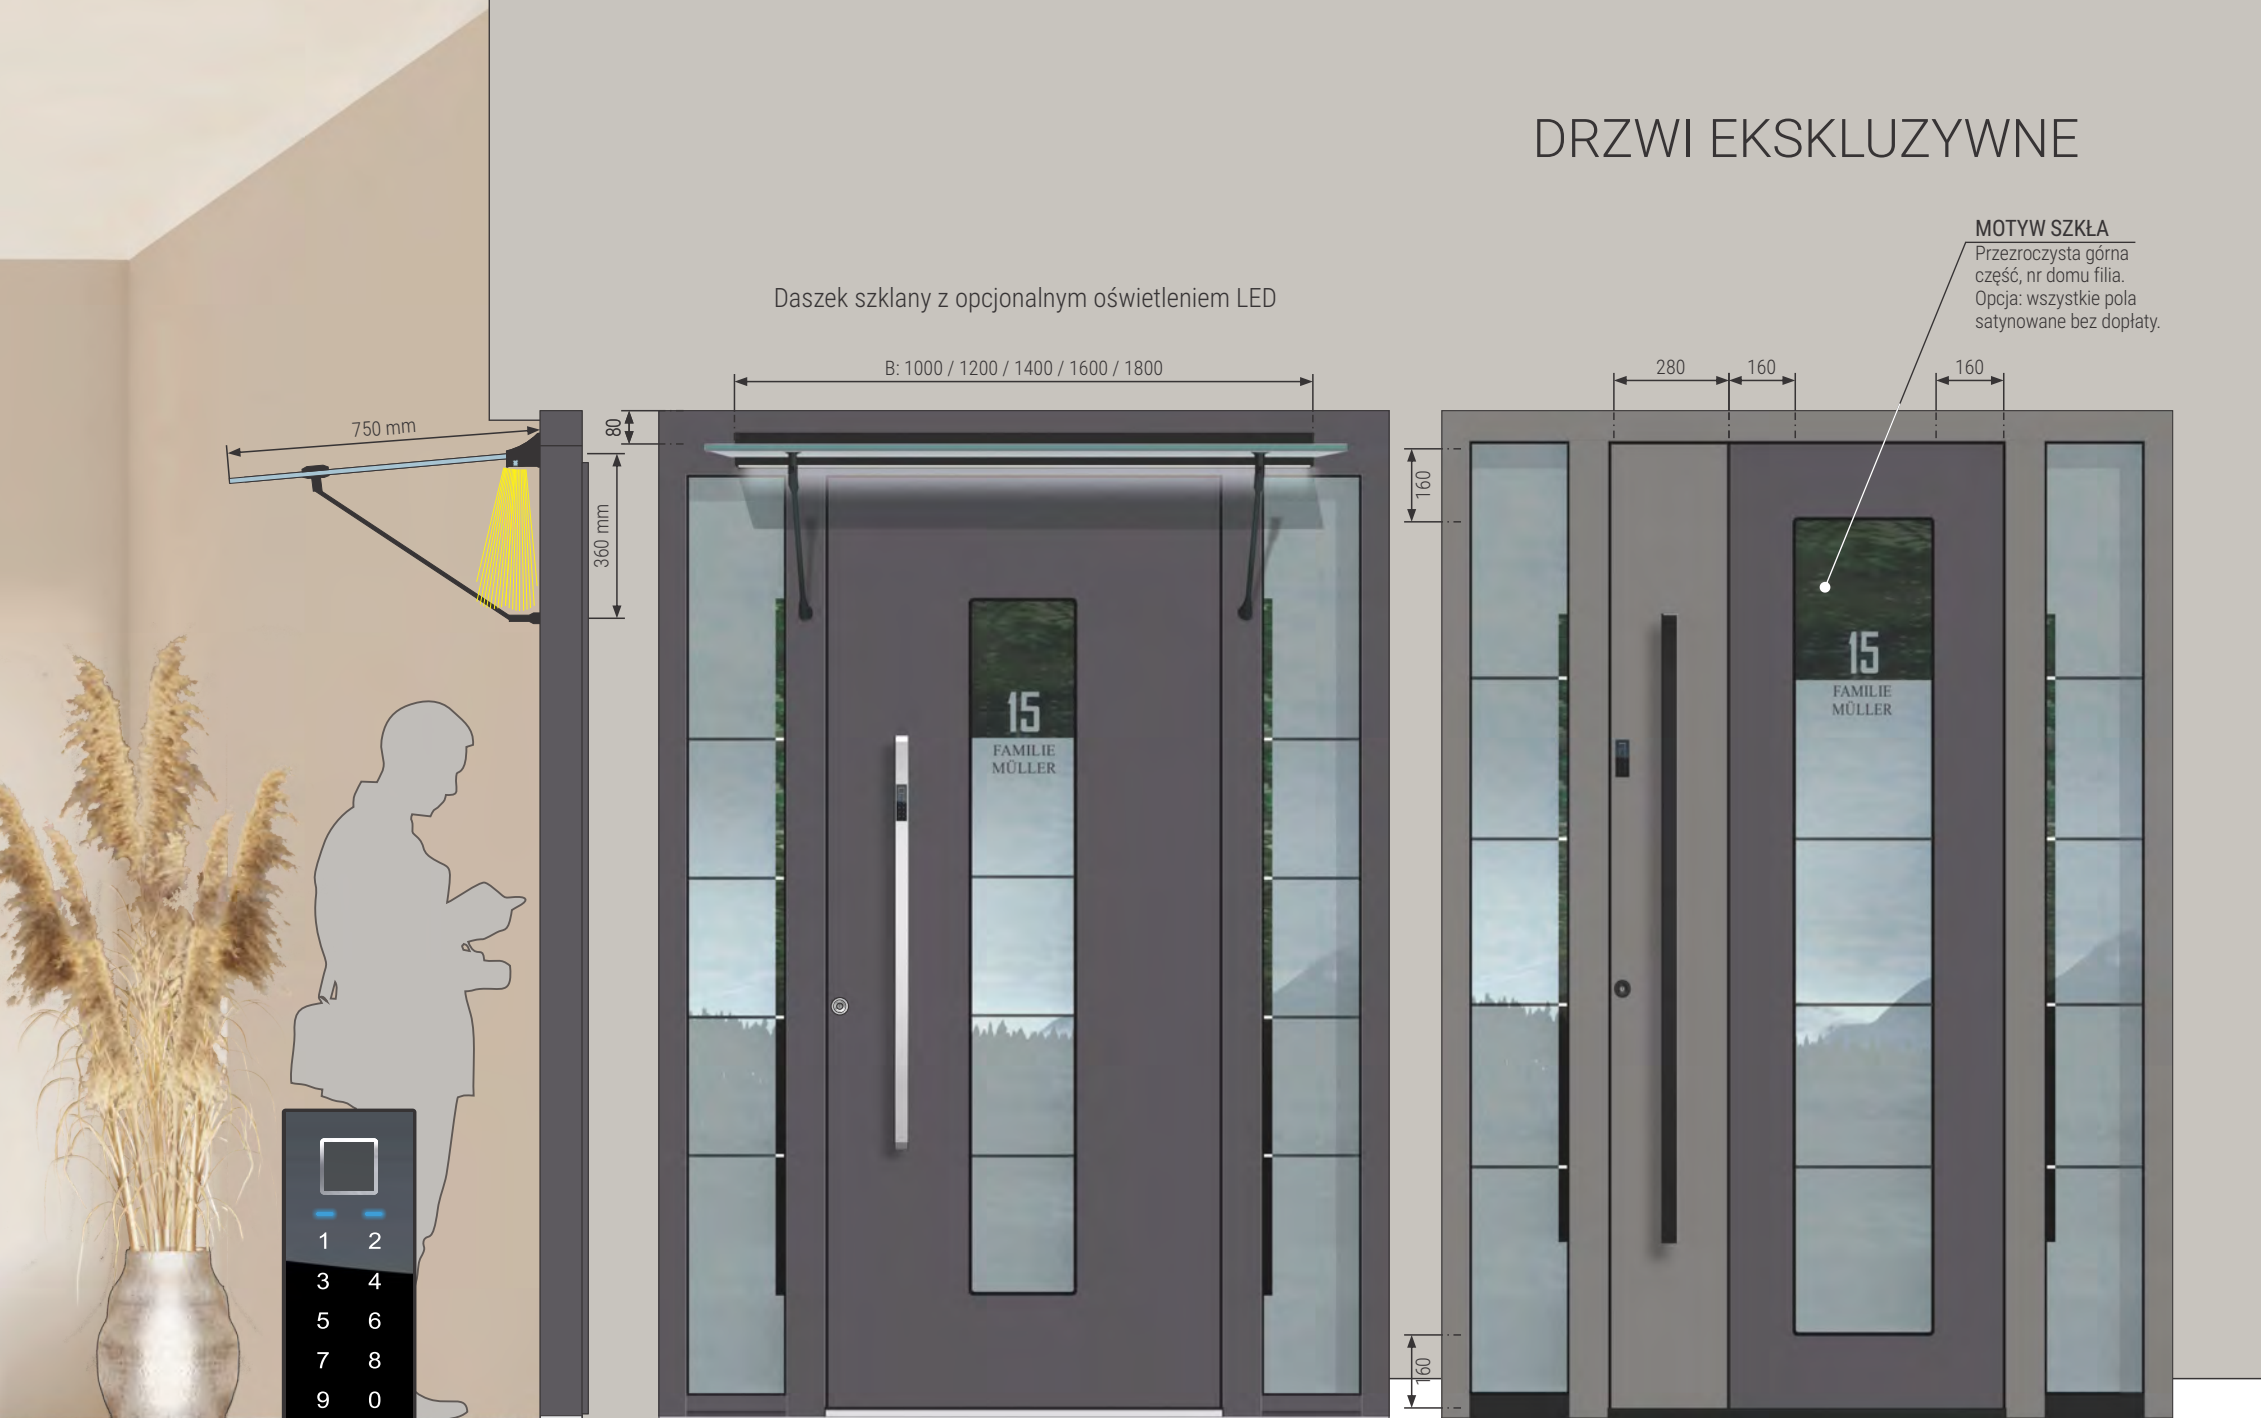 DRZWI EKSKLUZYWNE
MOTYW SZKŁA
Przezroczysta górna
część, nr domu filia.
Opcja: wszystkie pola
satynowane bez dopłaty.
Daszek szklany z opcjonalnym oświetleniem LED
B: 1000 / 1200 / 1400 / 1600 / 1800
280
160
160
750 mm
80
360 mm
160
15
FAMILIE
MÜLLER
15
FAMILIE
MÜLLER
160
1 2
3 4
5 6
7 8
9 0